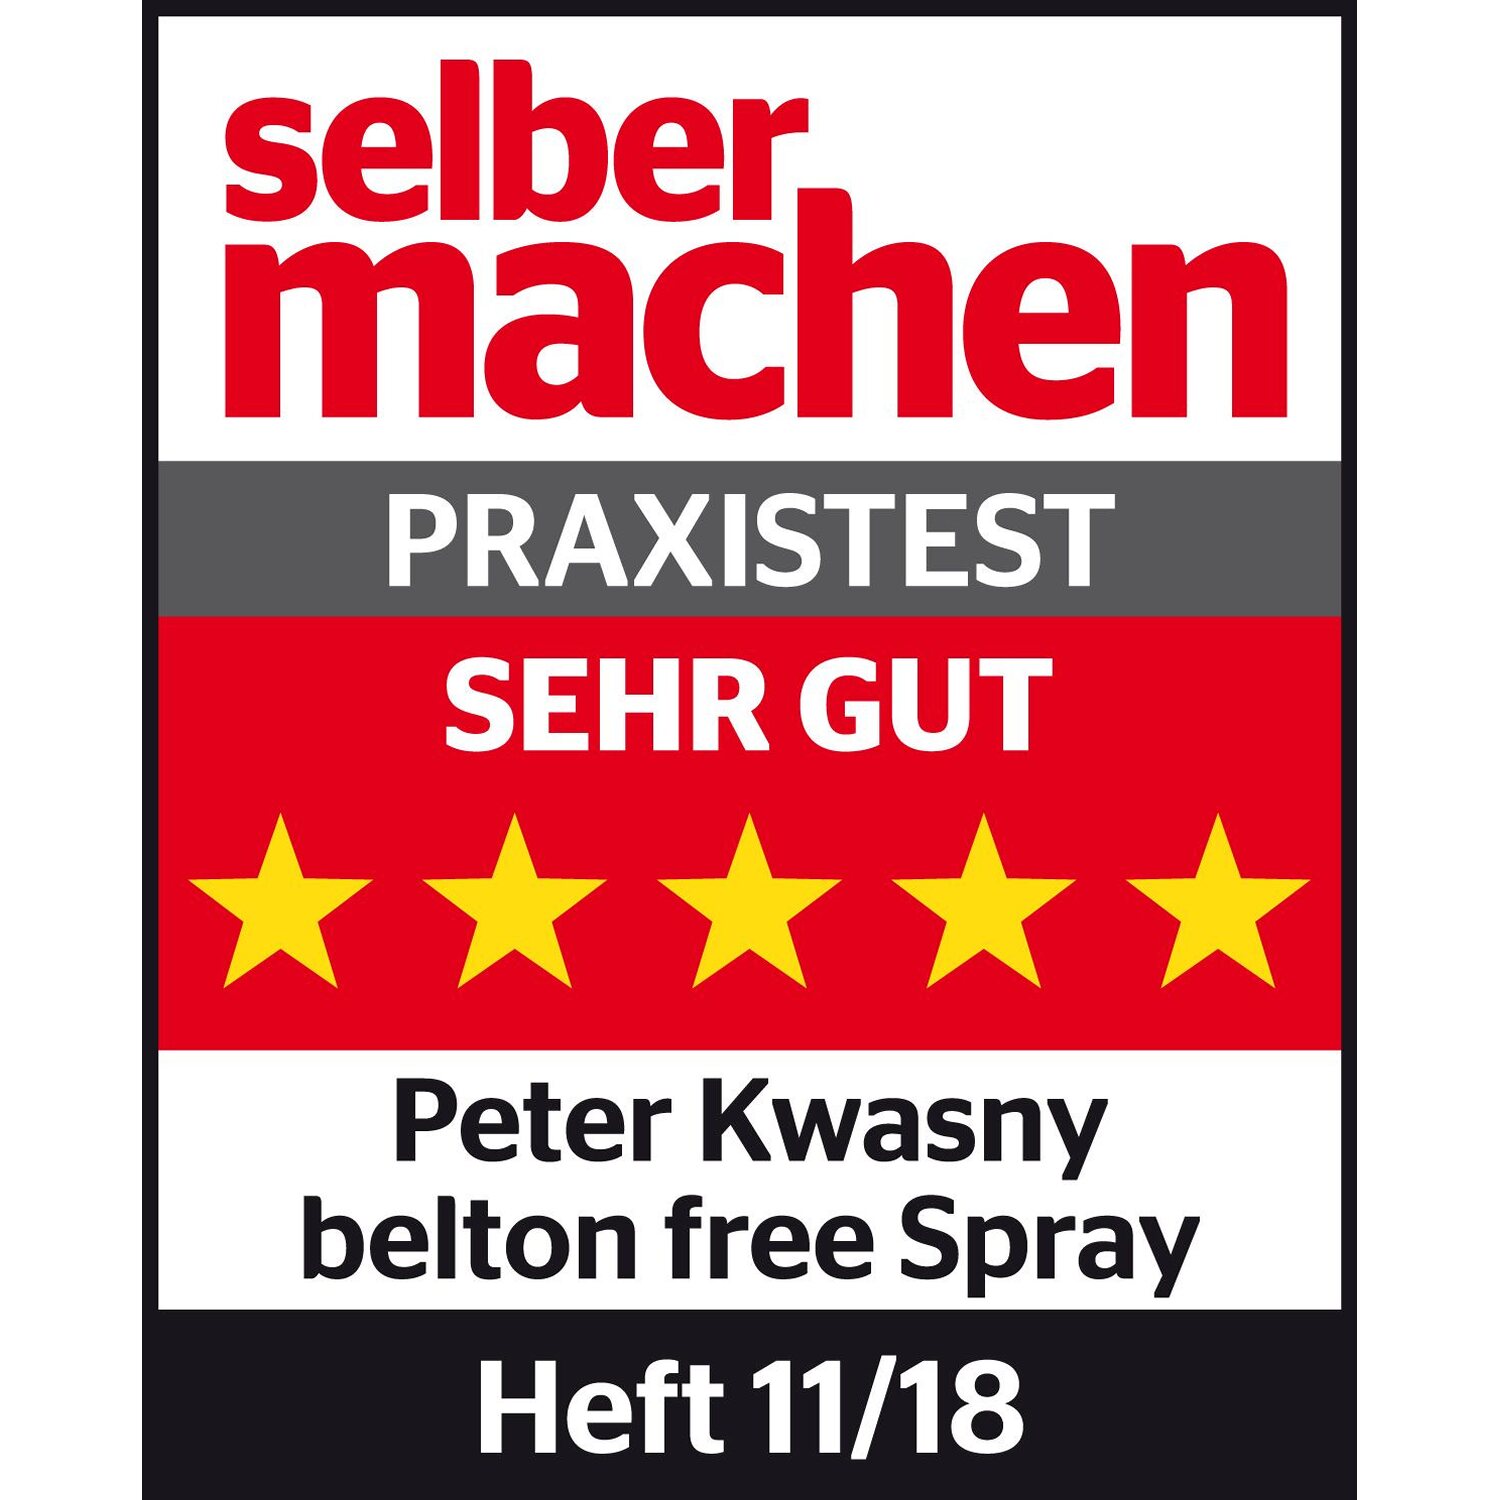 selber
machen
PRAXISTEST
SEHR GUT
Peter Kwasny
belton free Spray
Heft 11/18